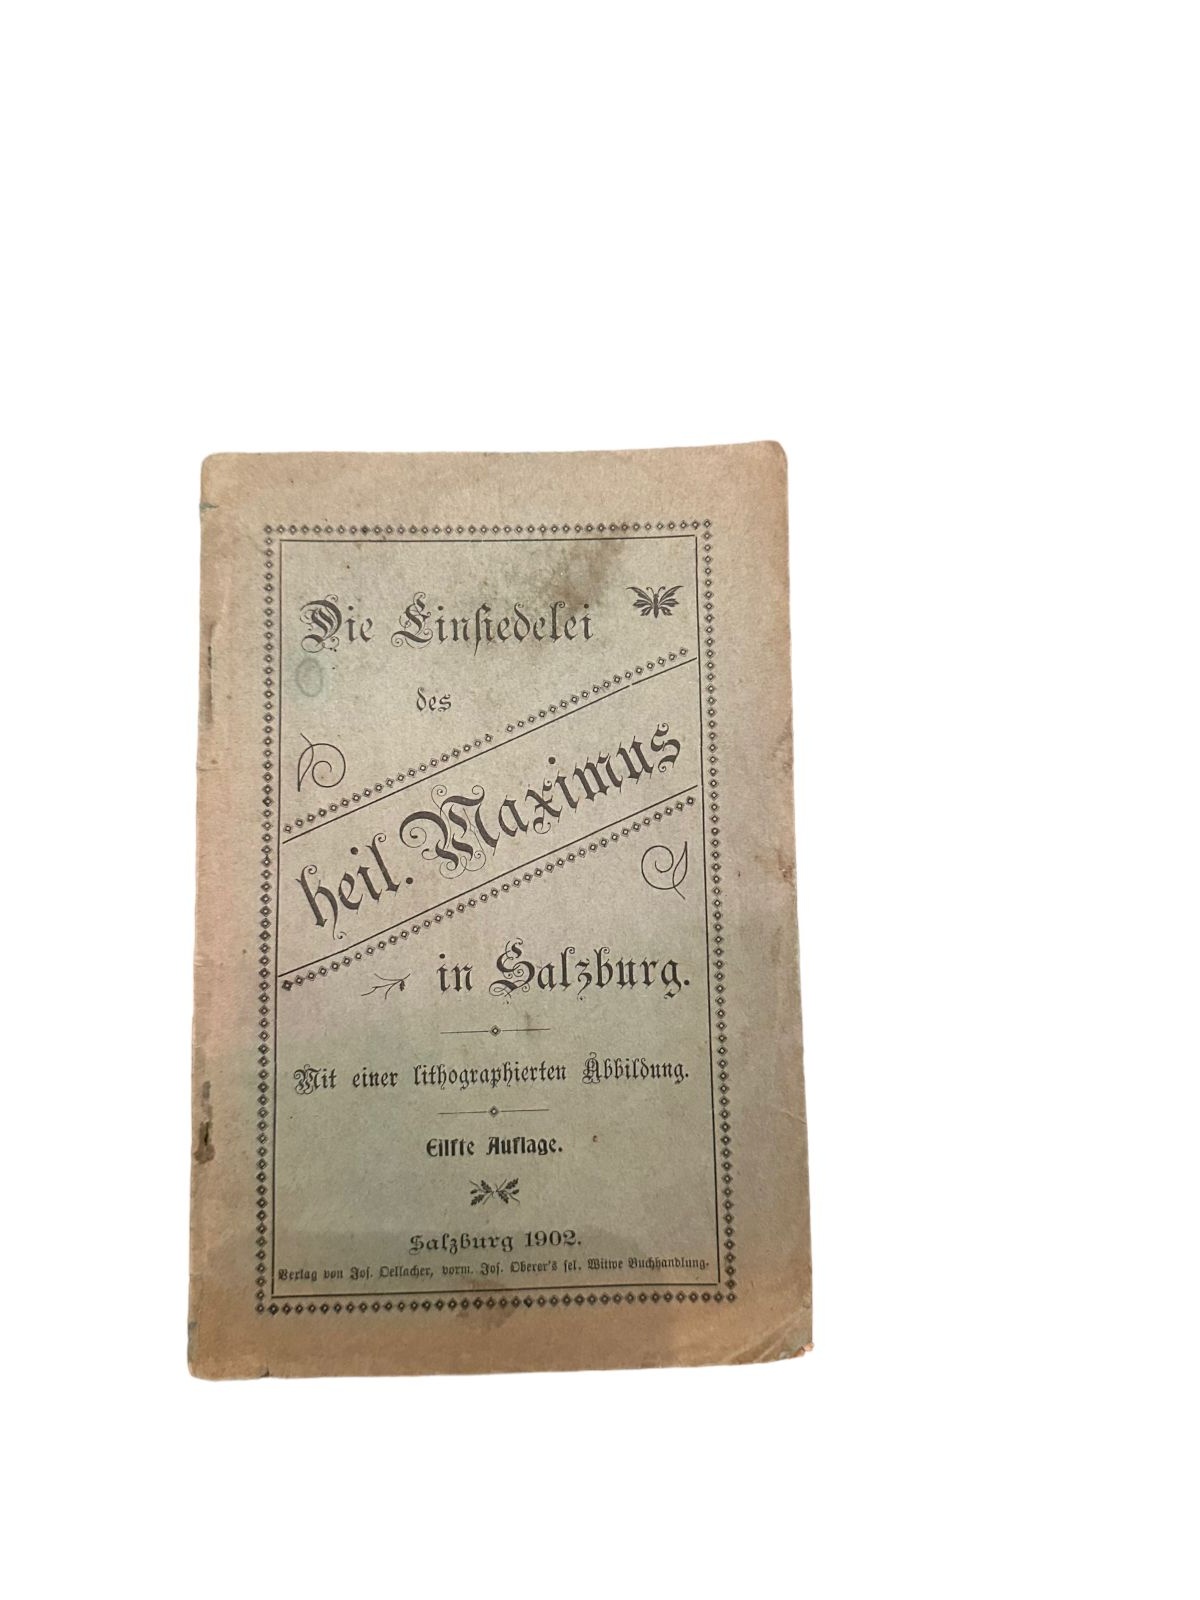 Die Einsiedelei
des
heil. Maximus
in Salzburg.
Mit einer lithographierten Abbildung.
Eilfte Auflage.
Salzburg 1902.
Verlag von Jos. Oellacher, vorm. Jos. Oberer's sel. Witwe Buchhandlung.